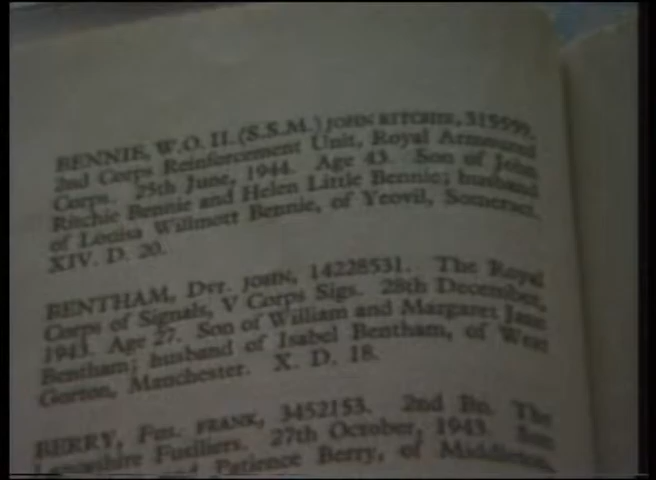 BENNIE, W.O. II. (S.S.M.) JOHN RITCHIE, 315599.
2nd Corps Reinforcement Unit, Royal Armoured
Corps. 25th June, 1944. Age 43. Son of John
Ritchie Bennie and Helen Little Bennie; husband
of Louisa Willmott Bennie, of Yeovil, Somerset.
XIV. D. 20.
BENTHAM, Dvr. JOHN, 14228531. The Royal
Corps of Signals, V Corps Sigs. 28th December,
1943. Age 27. Son of William and Margaret Jane
Bentham; husband of Isabel Bentham, of West
Gorton, Manchester. X. D. 18.
BERRY, Fus. FRANK, 3452153. 2nd Bn. The
Lancashire Fusiliers. 27th October, 1943. Son
and Patience Berry, of Middleton,